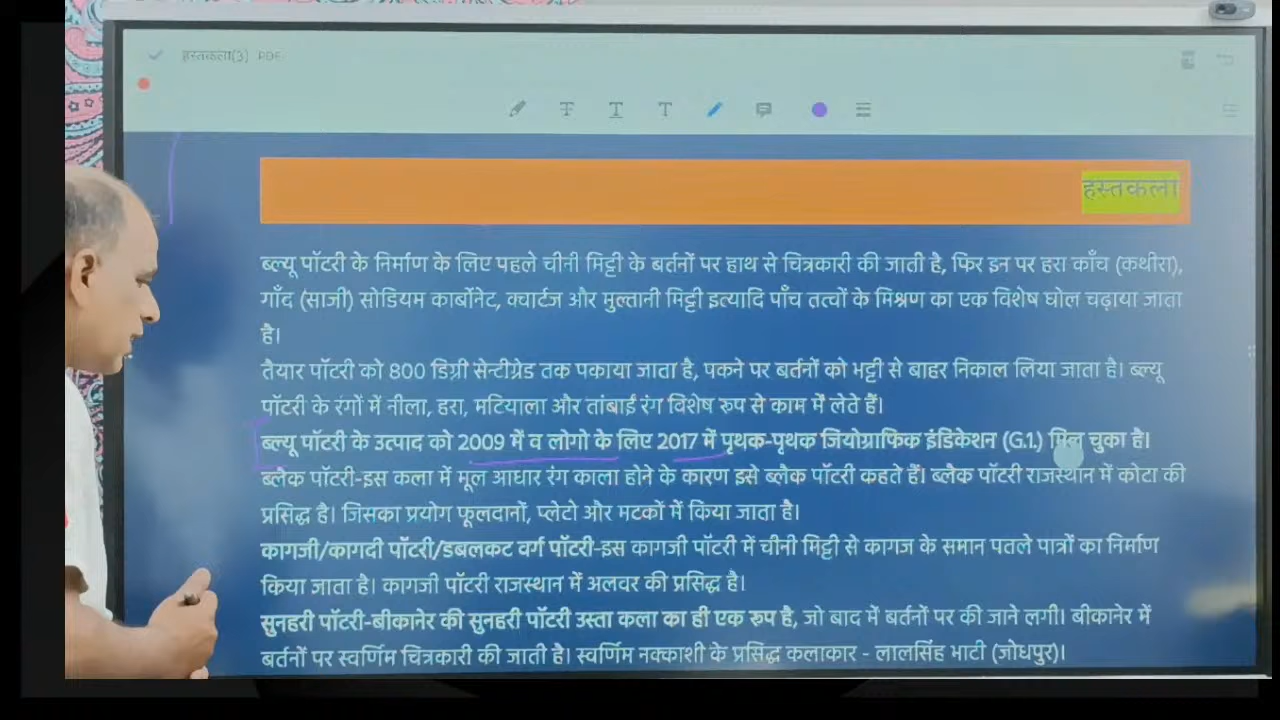 हस्तकला(3) PDF
हस्तकला
ब्ल्यू पॉटरी के निर्माण के लिए पहले चीनी मिट्टी के बर्तनों पर हाथ से चित्रकारी की जाती है, फिर इन पर हरा काँच (कथीरा),
गाँद (साजी) सोडियम कार्बोनेट, क्वार्टज और मुल्तानी मिट्टी इत्यादि पाँच तत्वों के मिश्रण का एक विशेष घोल चढ़ाया जाता
है।
तैयार पॉटरी को 800 डिग्री सेन्टीग्रेड तक पकाया जाता है, पकने पर बर्तनों को भट्टी से बाहर निकाल लिया जाता है। ब्ल्यू
पॉटरी के रंगों में नीला, हरा, मटियाला और तांबाई रंग विशेष रूप से काम में लेते हैं।
ब्ल्यू पॉटरी के उत्पाद को 2009 में व लोगो के लिए 2017 में पृथक-पृथक जियोग्राफिक इंडिकेशन (G.1.) मिल चुका है।
ब्लैक पॉटरी-इस कला में मूल आधार रंग काला होने के कारण इसे ब्लैक पॉटरी कहते हैं। ब्लैक पॉटरी राजस्थान में कोटा की
प्रसिद्ध है। जिसका प्रयोग फूलदानों, प्लेटो और मटकों में किया जाता है।
कागजी/कागदी पॉटरी/डबलकट वर्ग पॉटरी-इस कागजी पॉटरी में चीनी मिट्टी से कागज के समान पतले पात्रों का निर्माण
किया जाता है। कागजी पॉटरी राजस्थान में अलवर की प्रसिद्ध है।
सुनहरी पॉटरी-बीकानेर की सुनहरी पॉटरी उस्ता कला का ही एक रूप है, जो बाद में बर्तनों पर की जाने लगी। बीकानेर में
बर्तनों पर स्वर्णिम चित्रकारी की जाती है। स्वर्णिम नक्काशी के प्रसिद्ध कलाकार - लालसिंह भाटी (जोधपुर)।